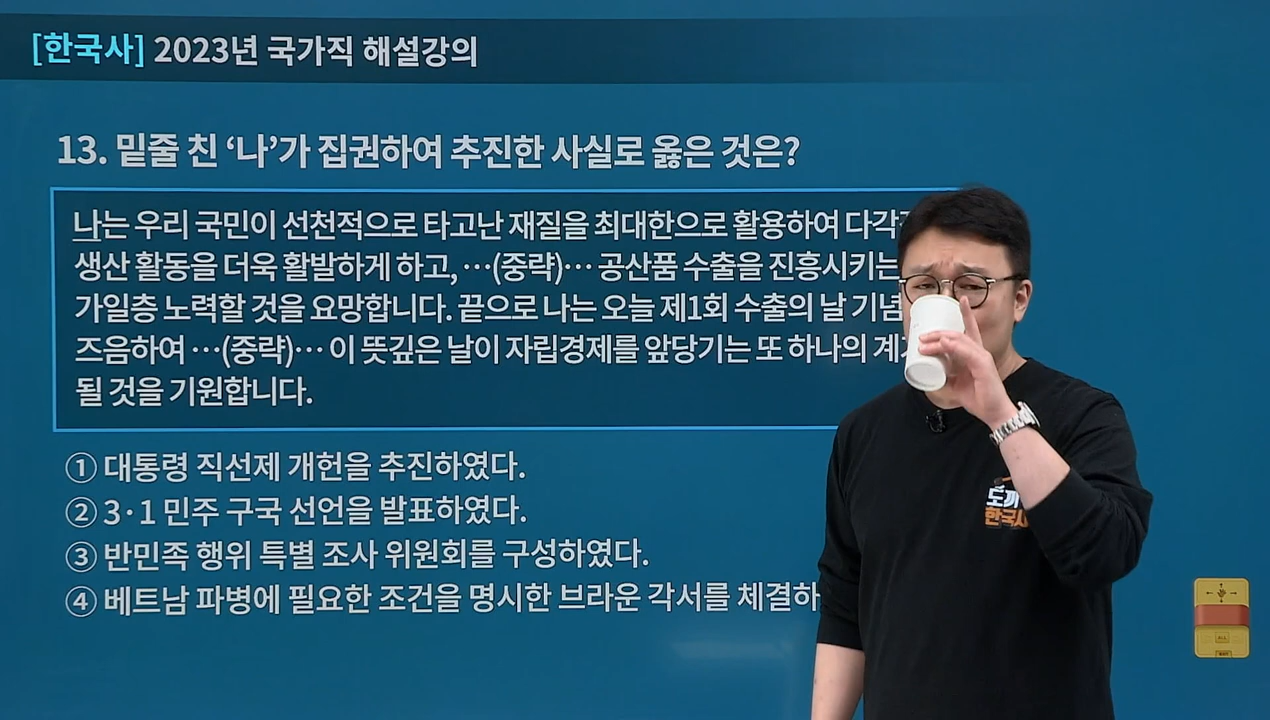 [한국사] 2023년 국가직 해설강의
13. 밑줄 친 ‘나’가 집권하여 추진한 사실로 옳은 것은?
나는 우리 국민이 선천적으로 타고난 재질을 최대한으로 활용하여
생산 활동을 더욱 활발하게 하고, …(중략)… 공산품 수출을 진흥시키는
가일층 노력할 것을 요망합니다. 끝으로 나는 오늘 제1회 수출의 날
즈음하여 …(중략)… 이 뜻깊은 날이 자립경제를 앞당기는 또 하나의
될 것을 기원합니다.
① 대통령 직선제 개헌을 추진하였다.
② 3·1 민주 구국 선언을 발표하였다.
③ 반민족 행위 특별 조사 위원회를 구성하였다.
④ 베트남 파병에 필요한 조건을 명시한 브라운 각서를
한국사